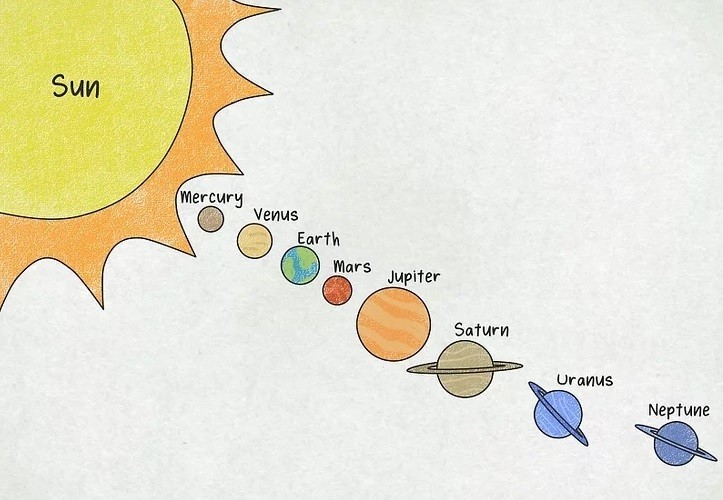 Sun
Mercury
Venus
Earth
Mars
Jupiter
Saturn
Uranus
Neptune